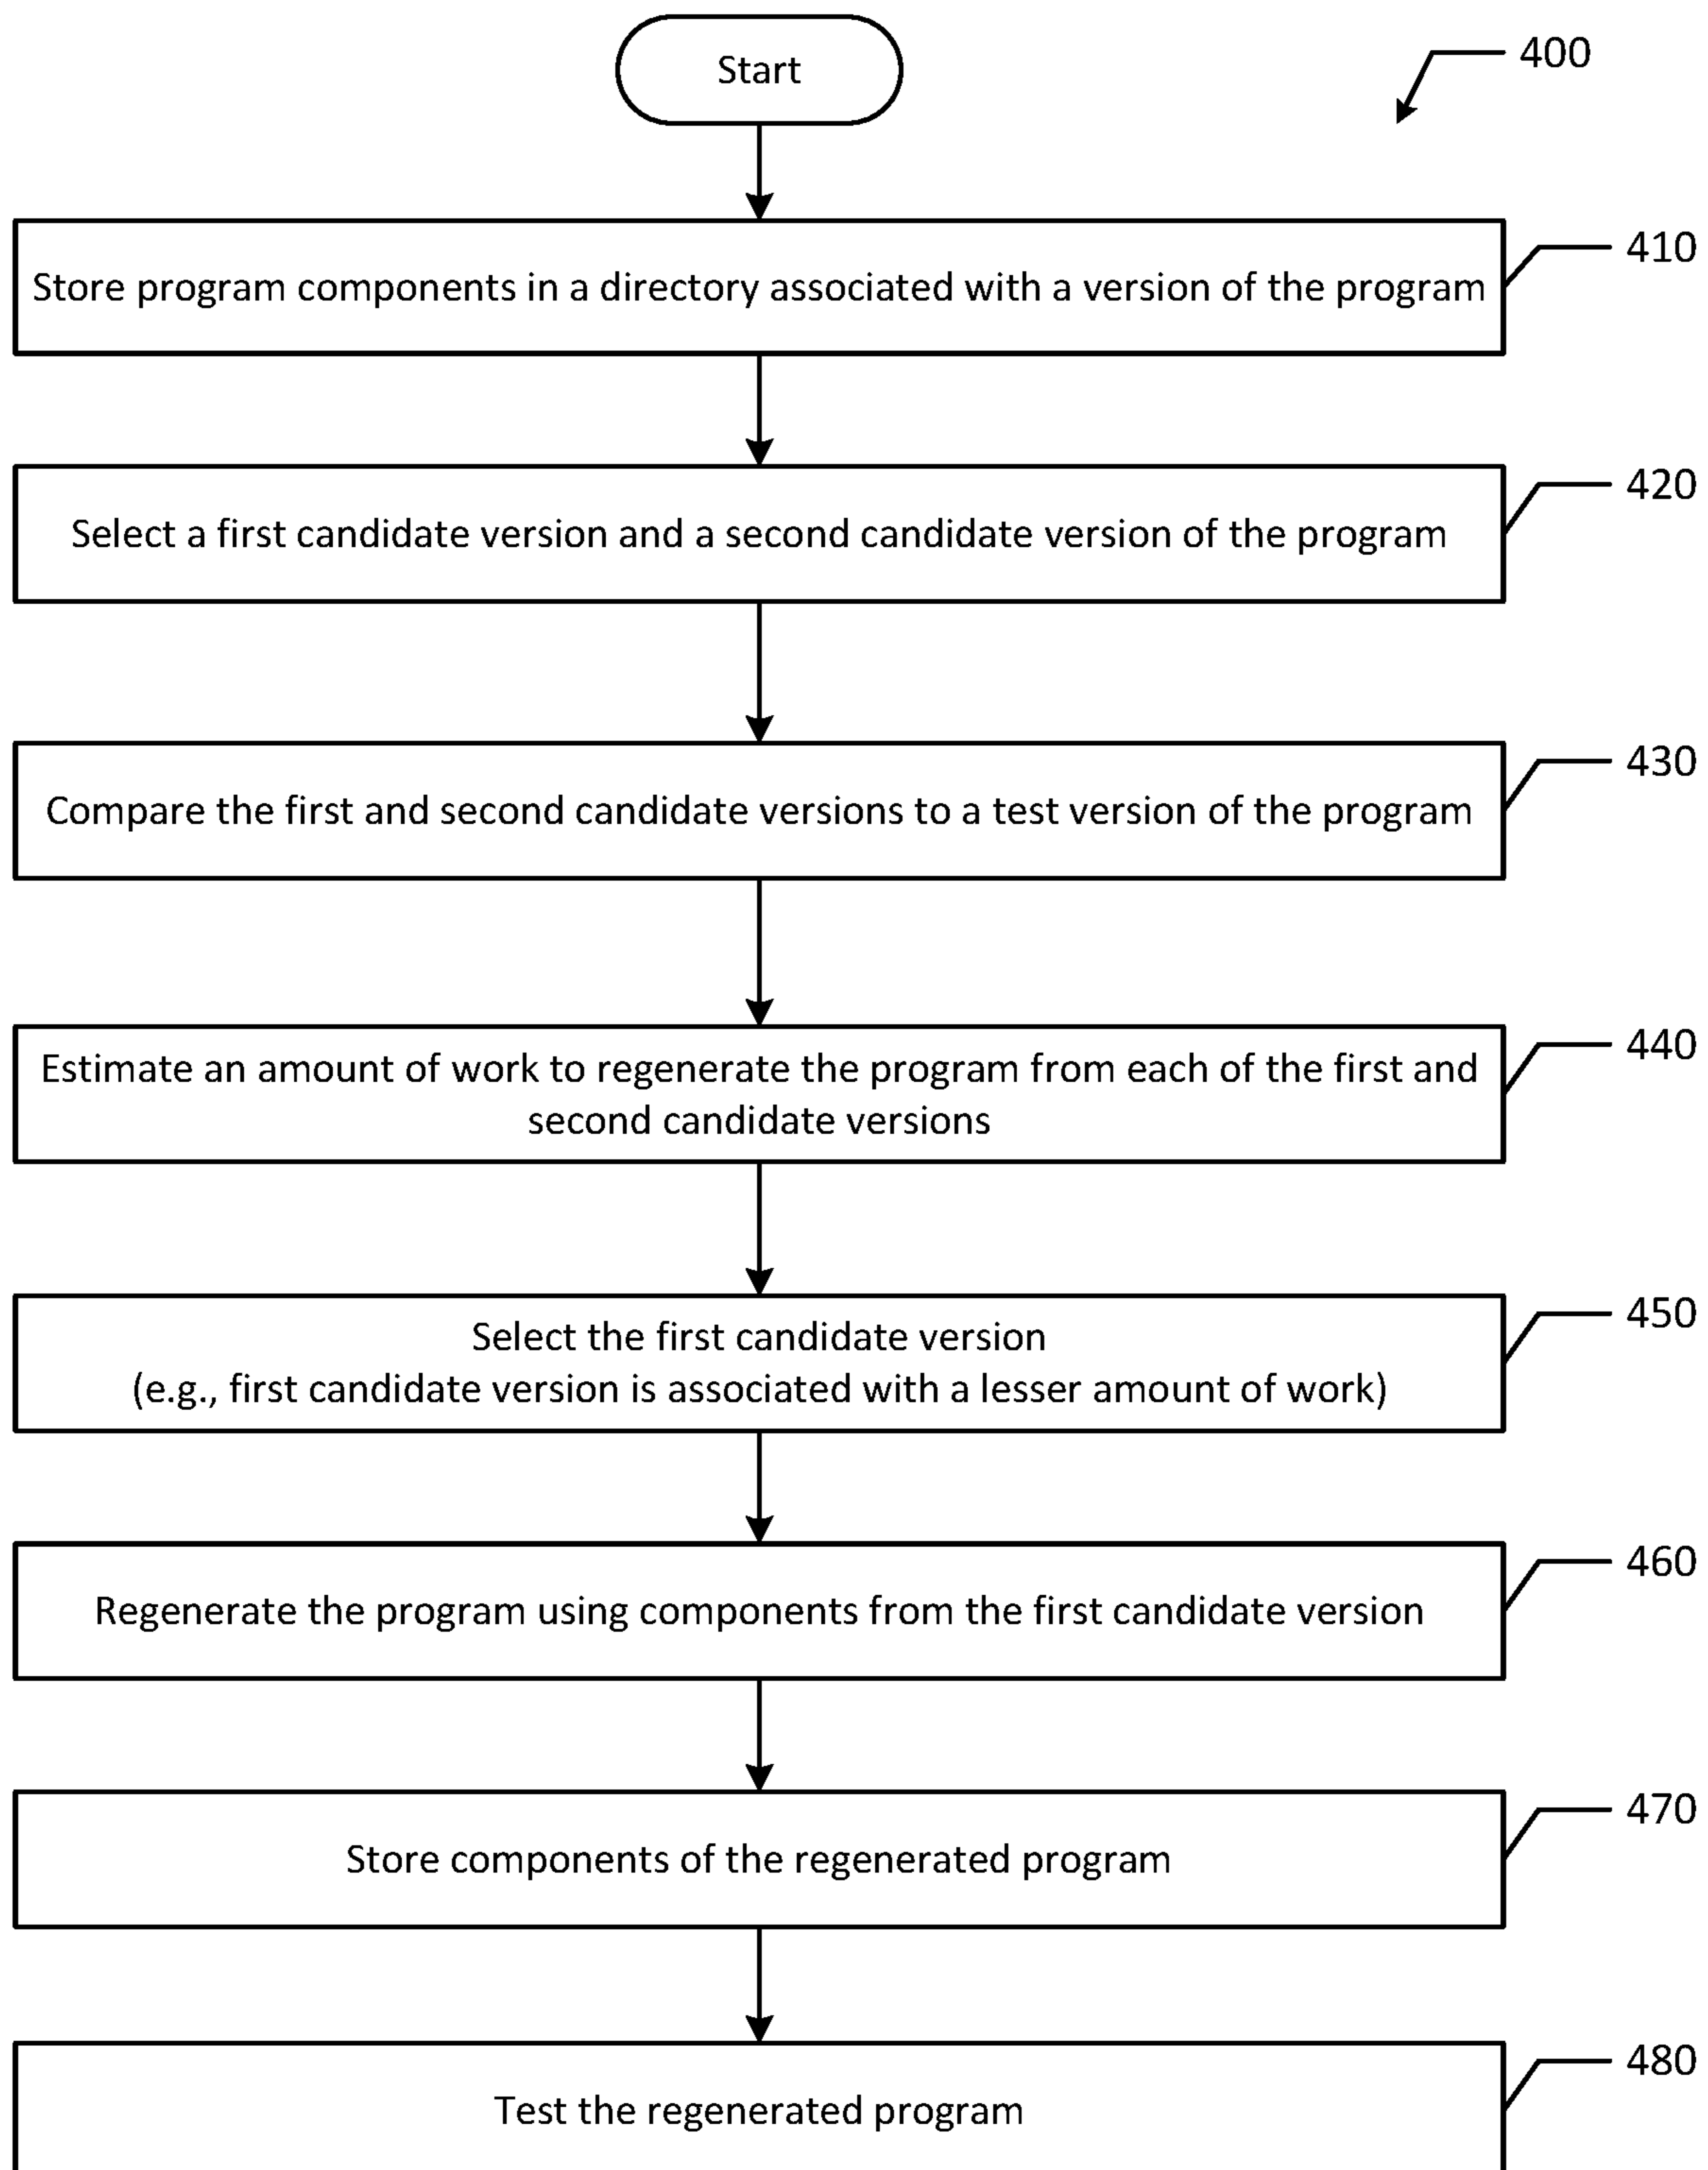 Start
400
Store program components in a directory associated with a version of the program
410
Select a first candidate version and a second candidate version of the program
420
Compare the first and second candidate versions to a test version of the program
430
Estimate an amount of work to regenerate the program from each of the first and
second candidate versions
440
Select the first candidate version
(e.g., first candidate version is associated with a lesser amount of work)
450
Regenerate the program using components from the first candidate version
460
Store components of the regenerated program
470
Test the regenerated program
480